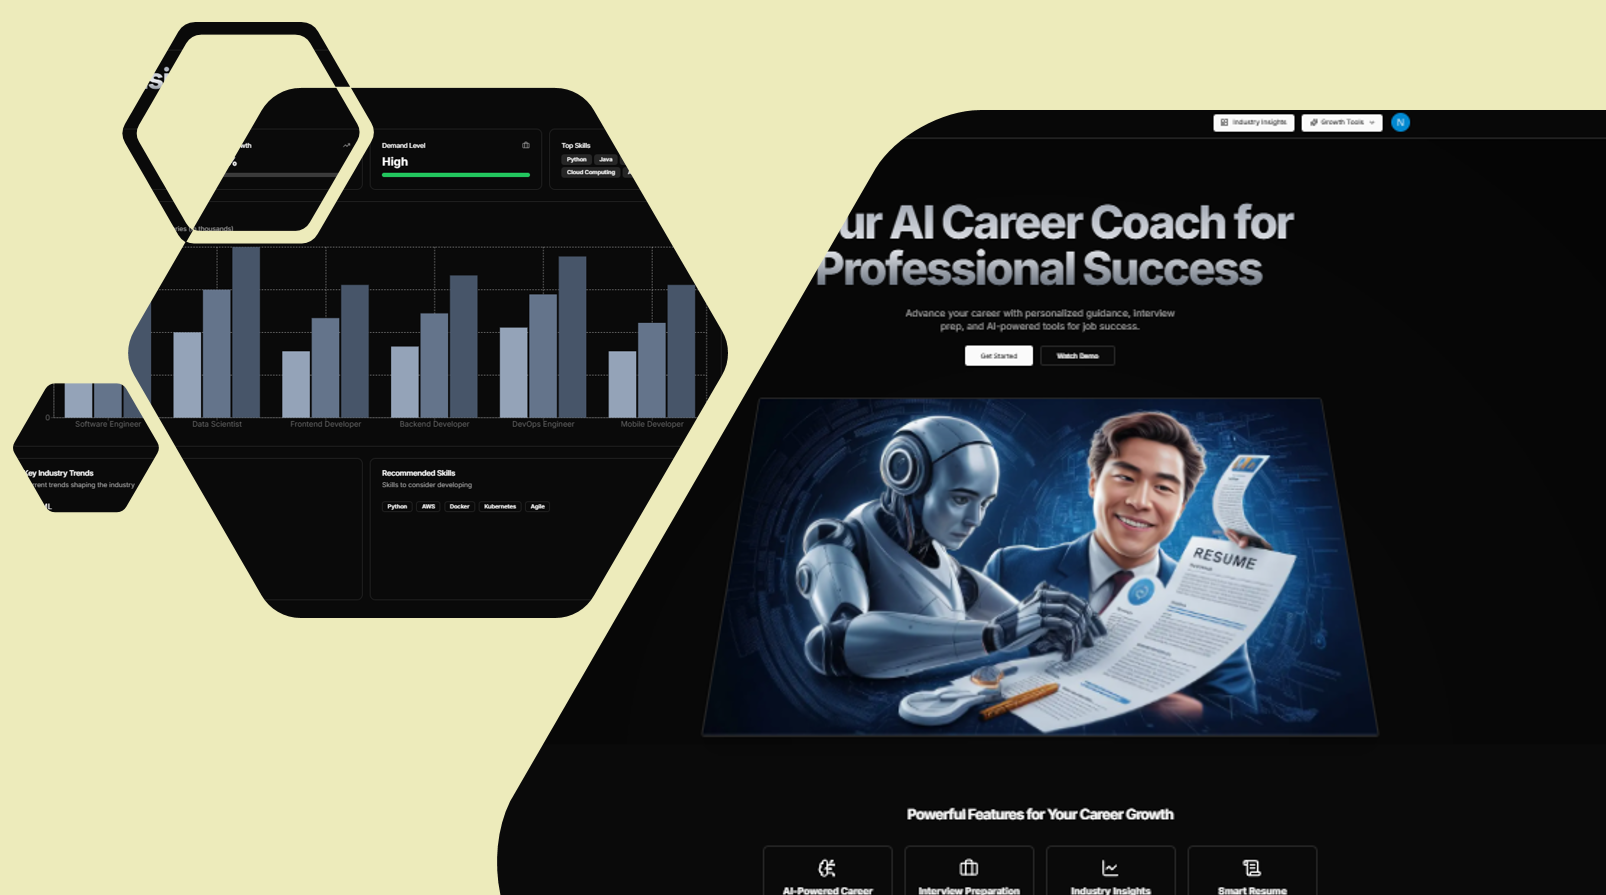 si
wth
Demand Level
High
Top Skills
Python Java
Cloud Computing
ries (in thousands)
0
Software Engineer Data Scientist Frontend Developer Backend Developer DevOps Engineer Mobile Developer
Key Industry Trends
rrent trends shaping the industry
ML
Recommended Skills
Skills to consider developing
Python AWS Docker Kubernetes Agile
Industry Insights Growth Tools N
ur AI Career Coach for
Professional Success
Advance your career with personalized guidance, interview
prep, and AI-powered tools for job success.
Get Started Watch Demo
RESUME
Powerful Features for Your Career Growth
AI-Powered Career Interview Preparation Industry Insights Smart Resume